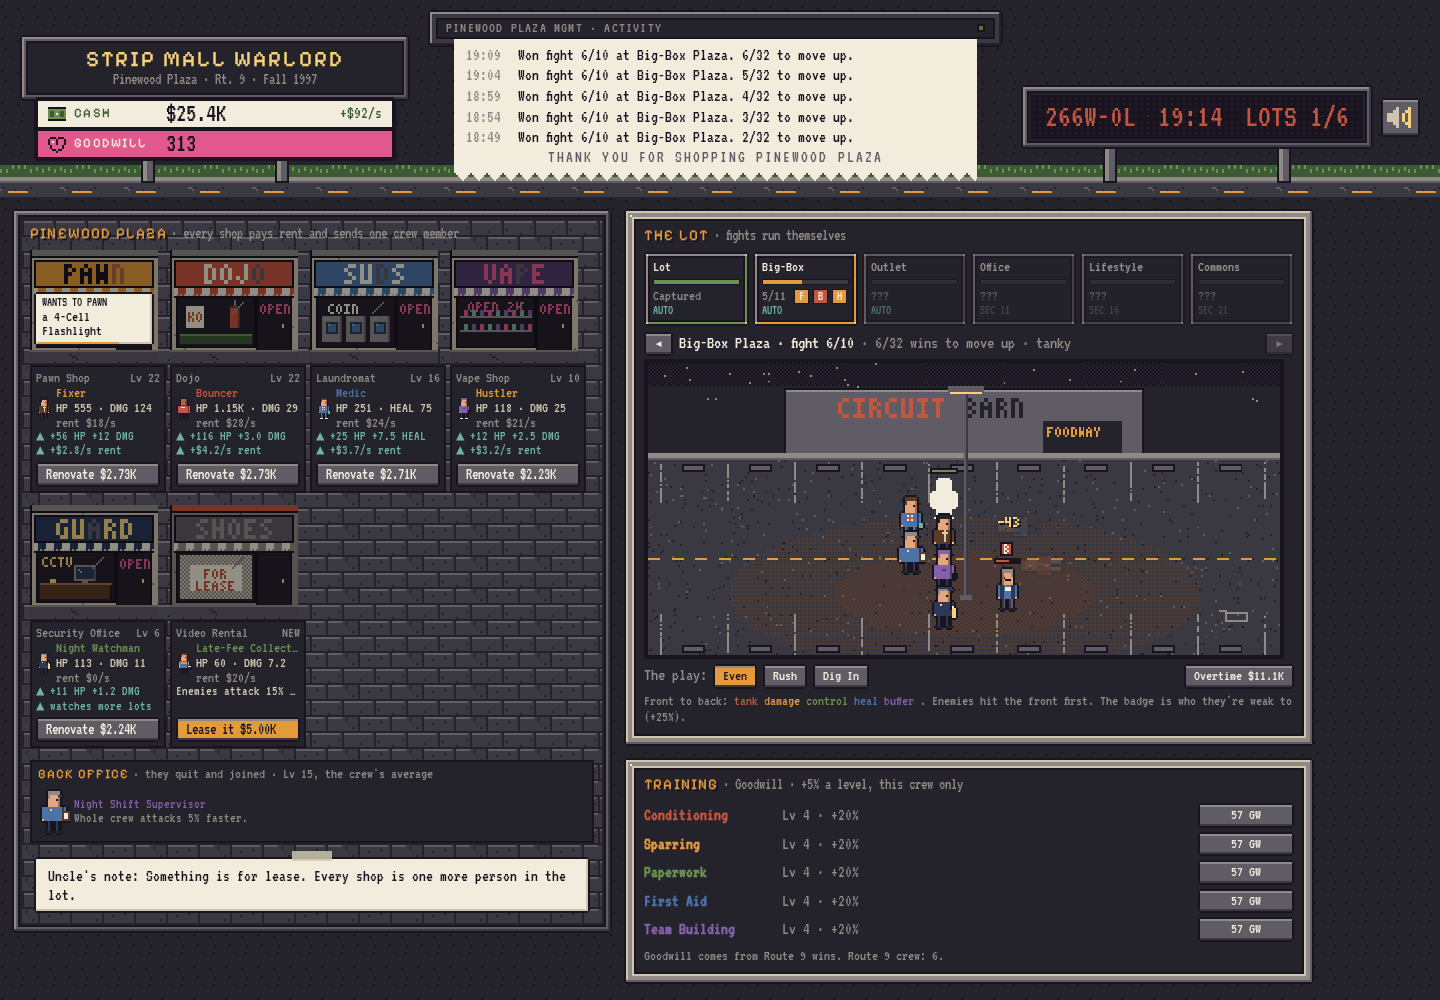 STRIP MALL WARLORD
Pinewood Plaza · Rt. 9 · Fall 1997
CASH $25.4K +$92/s
GOODWILL 313
PINEWOOD PLAZA MGMT · ACTIVITY
19:09 Won fight 6/10 at Big-Box Plaza. 6/32 to move up.
19:04 Won fight 6/10 at Big-Box Plaza. 5/32 to move up.
18:59 Won fight 6/10 at Big-Box Plaza. 4/32 to move up.
18:54 Won fight 6/10 at Big-Box Plaza. 3/32 to move up.
18:49 Won fight 6/10 at Big-Box Plaza. 2/32 to move up.
THANK YOU FOR SHOPPING PINEWOOD PLAZA
266W-0L 19:14 LOTS 1/6
PINEWOOD PLAZA · every shop pays rent and sends one crew member
PAWN DOJO SUDS VAPE
WANTS TO PAWN
a 4-Cell
Flashlight
KO OPEN
COIN OPEN
OPEN 24 OPEN
Pawn Shop Lv 22
Fixer
HP 555 · DMG 124
rent $18/s
▲ +56 HP +12 DMG
▲ +$2.8/s rent
Renovate $2.73K
Dojo Lv 22
Bouncer
HP 1.15K · DMG 29
rent $28/s
▲ +116 HP +3.0 DMG
▲ +$4.2/s rent
Renovate $2.73K
Laundromat Lv 16
Medic
HP 251 · HEAL 75
rent $24/s
▲ +25 HP +7.5 HEAL
▲ +$3.7/s rent
Renovate $2.71K
Vape Shop Lv 10
Hustler
HP 118 · DMG 25
rent $21/s
▲ +12 HP +2.5 DMG
▲ +$3.2/s rent
Renovate $2.23K
GUARD SHOES
CCTV OPEN
FOR
LEASE
Security Office Lv 6
Night Watchman
HP 113 · DMG 11
rent $0/s
▲ +11 HP +1.2 DMG
▲ watches more lots
Renovate $2.24K
Video Rental NEW
Late-Fee Collect…
HP 60 · DMG 7.2
rent $20/s
Enemies attack 15% …
Lease it $5.00K
BACK OFFICE · they quit and joined · Lv 15, the crew's average
Night Shift Supervisor
Whole crew attacks 5% faster.
Uncle's note: Something is for lease. Every shop is one more person in the
lot.
THE LOT · fights run themselves
Lot
Captured
AUTO
Big-Box
5/11 F B H
AUTO
Outlet
???
AUTO
Office
???
SEC 11
Lifestyle
???
SEC 16
Commons
???
SEC 21
◄ Big-Box Plaza · fight 6/10 · 6/32 wins to move up · tanky ►
CIRCUIT BARN
FOODWAY
-43
B
The play: Even Rush Dig In Overtime $11.1K
Front to back: tank damage control heal buffer . Enemies hit the front first. The badge is who they're weak to
(+25%).
TRAINING · Goodwill · +5% a level, this crew only
Conditioning Lv 4 · +20% 57 GW
Sparring Lv 4 · +20% 57 GW
Paperwork Lv 4 · +20% 57 GW
First Aid Lv 4 · +20% 57 GW
Team Building Lv 4 · +20% 57 GW
Goodwill comes from Route 9 wins. Route 9 crew: 6.